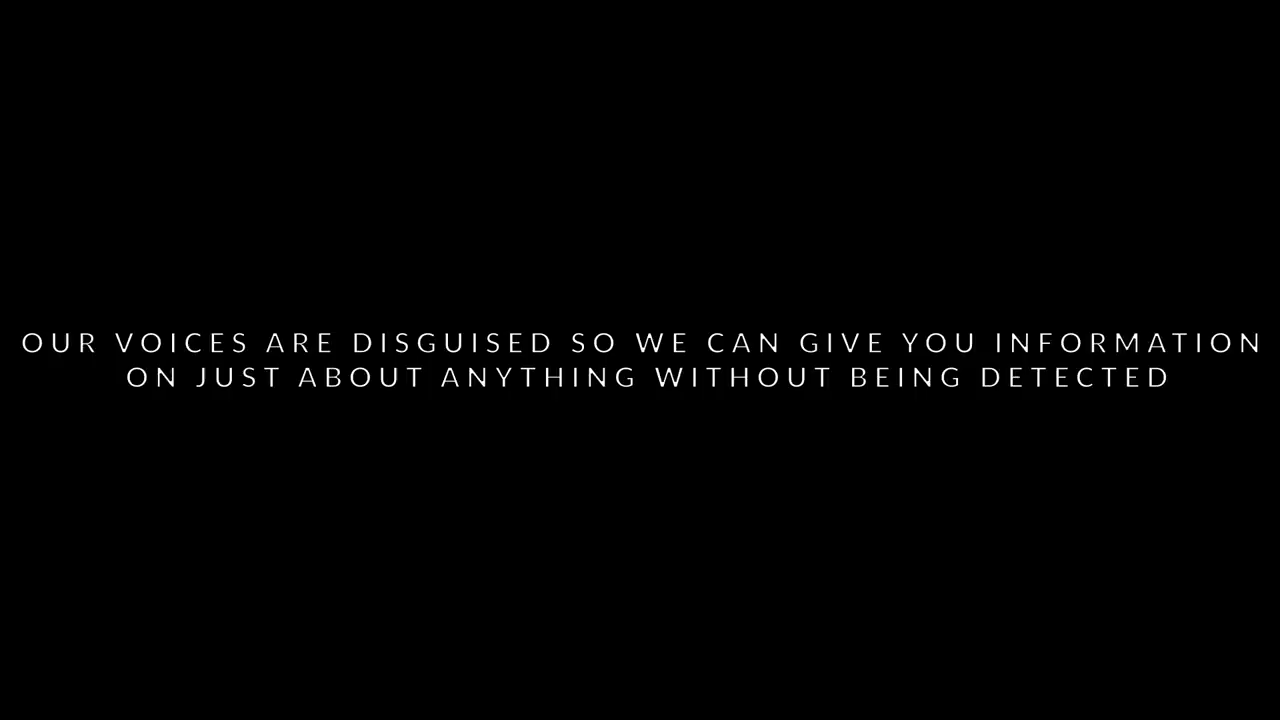 OUR VOICES ARE DISGUISED SO WE CAN GIVE YOU INFORMATION
ON JUST ABOUT ANYTHING WITHOUT BEING DETECTED